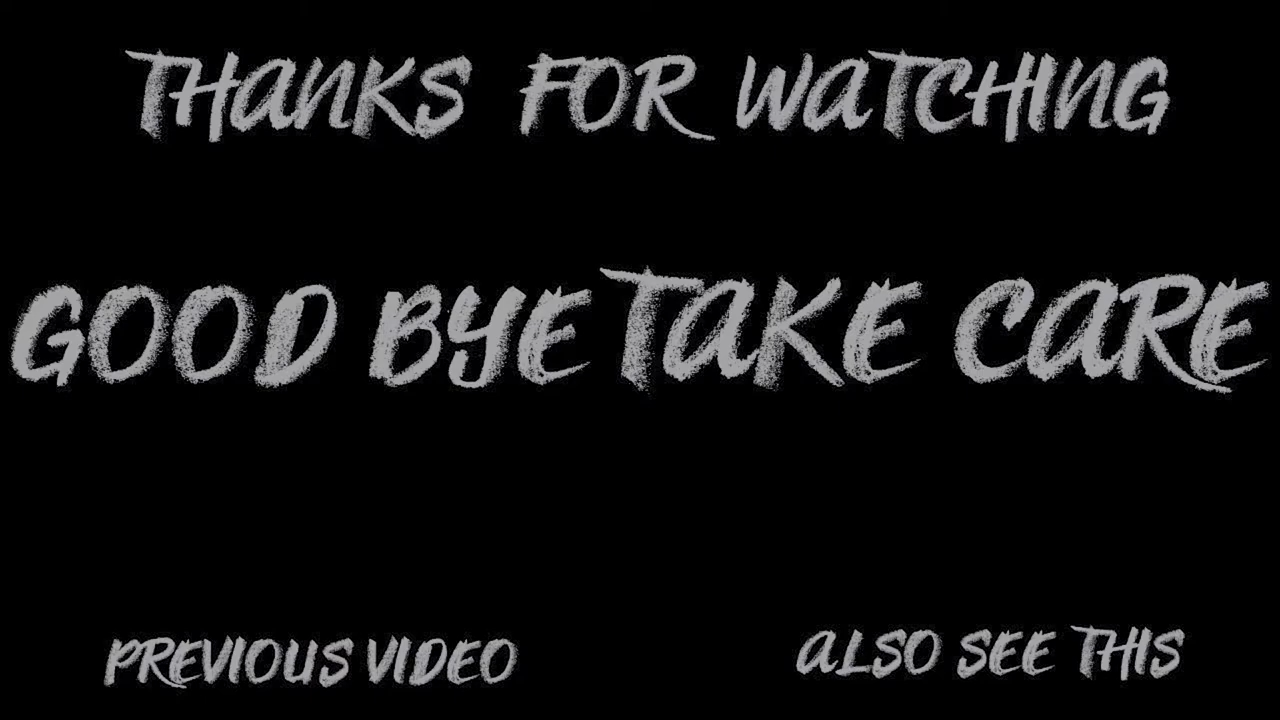 THANKS FOR WATCHING
GOOD BYE TAKE CARE
PREVIOUS VIDEO
ALSO SEE THIS